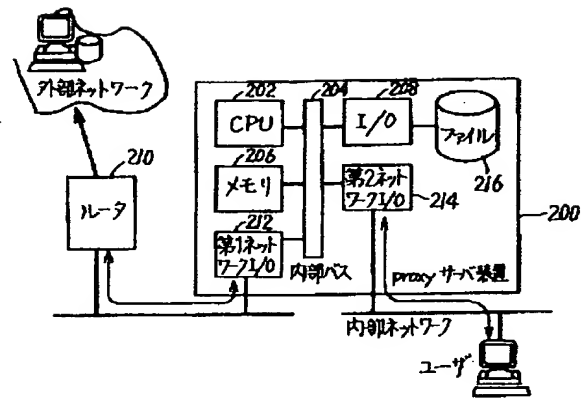 外部ネットワーク
210
ルータ
202
CPU
204
208
I/O
ファイル
216
206
メモリ
第2ネット
ワークI/O
214
212
第1ネット
ワークI/O
内部バス
proxyサーバ装置
200
内部ネットワーク
ユーザ